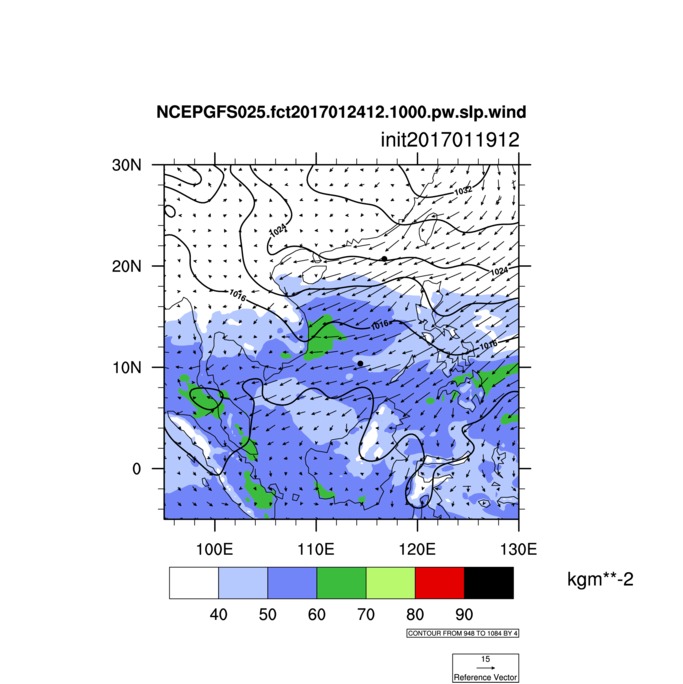 NCEPGFS025.fct2017012412.1000.pw.slp.wind
init2017011912
30N
1032
1024
20N
1024
1016
1016
1016
10N
0
100E 110E 120E 130E
kgm**-2
40 50 60 70 80 90
CONTOUR FROM 948 TO 1084 BY 4
15
Reference Vector